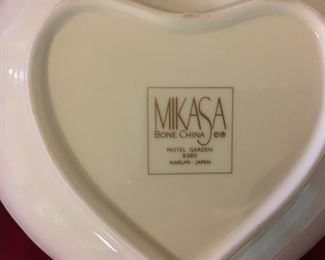 MIKASA
BONE CHINA ©®
PASTEL GARDEN
NARUMI - JAPAN